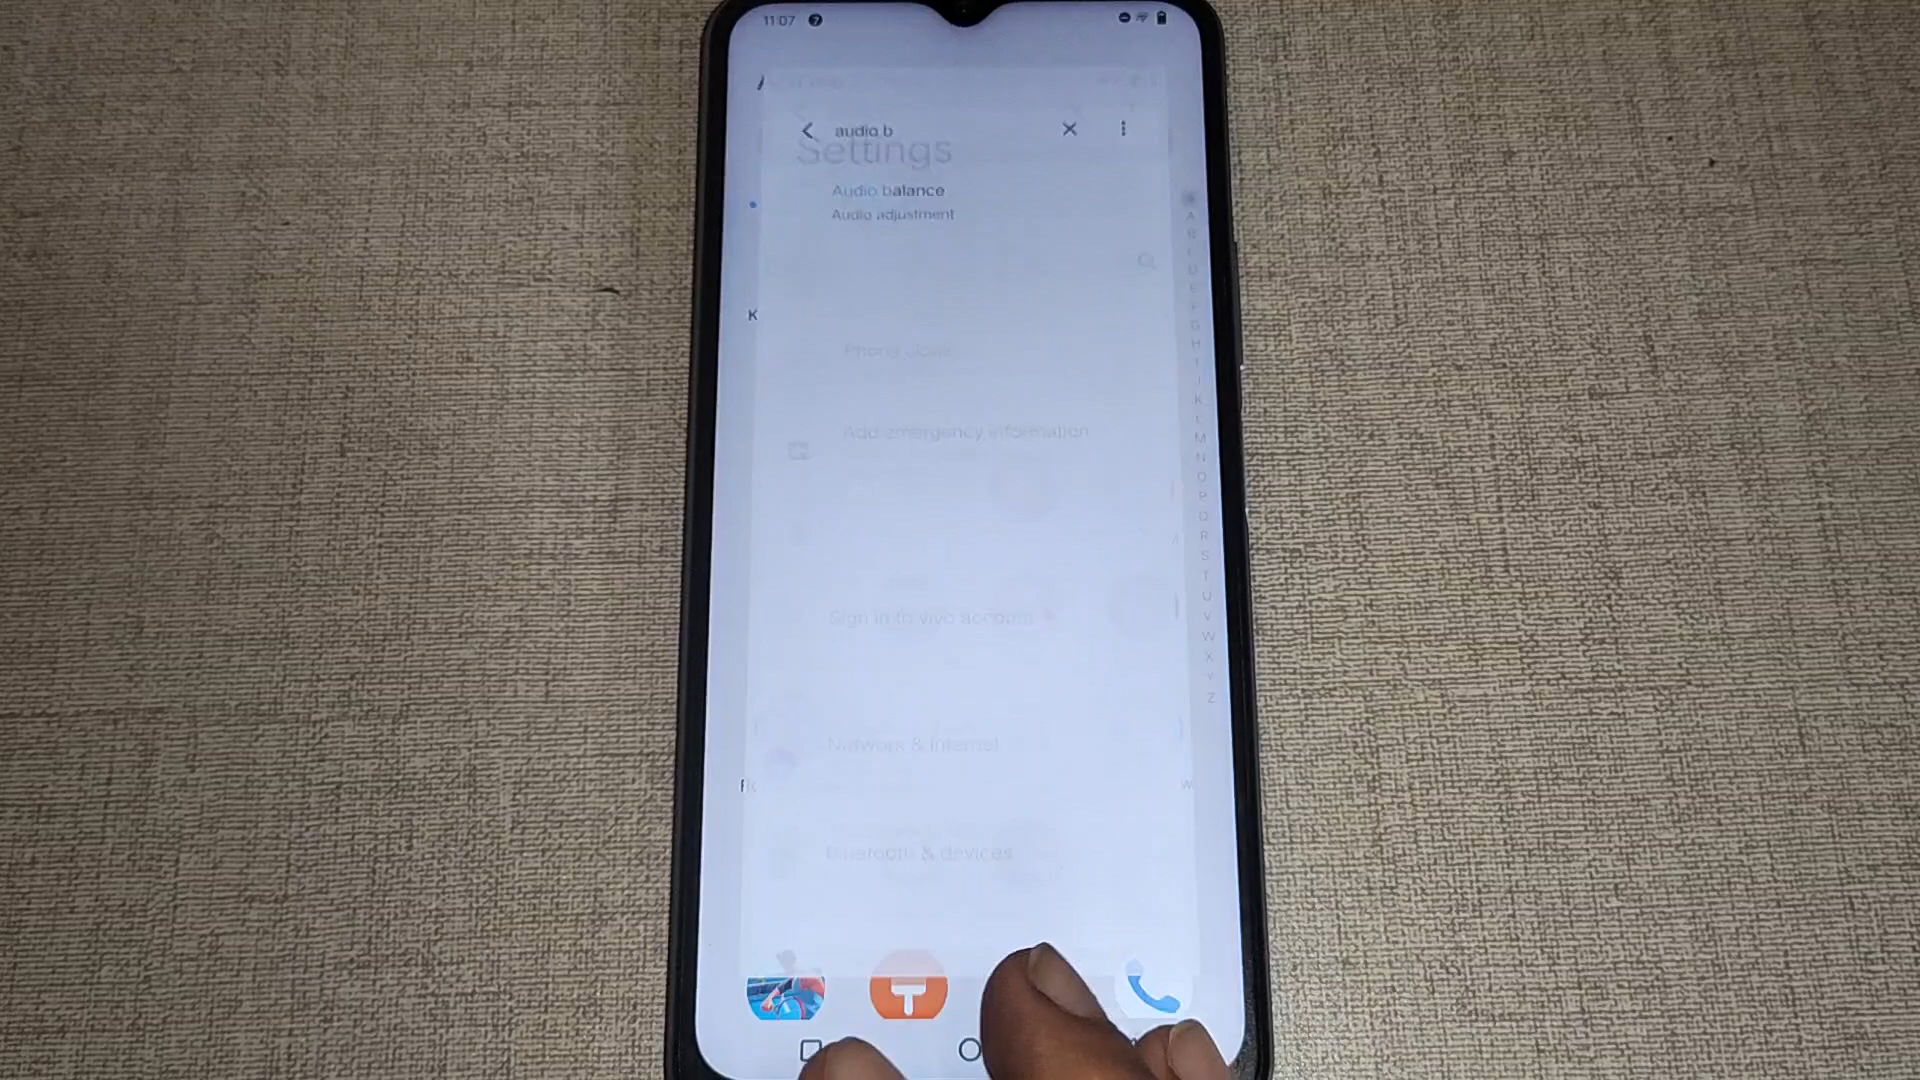 11:07
audio b
Settings
Audio balance
Audio adjustment
K
Phone clone
Add emergency information
Sign in to vivo account
Network & internet
Bluetooth & devices
A
B
D
E
F
G
H
I
J
K
L
M
N
O
P
Q
R
S
T
U
V
W
X
Y
Z